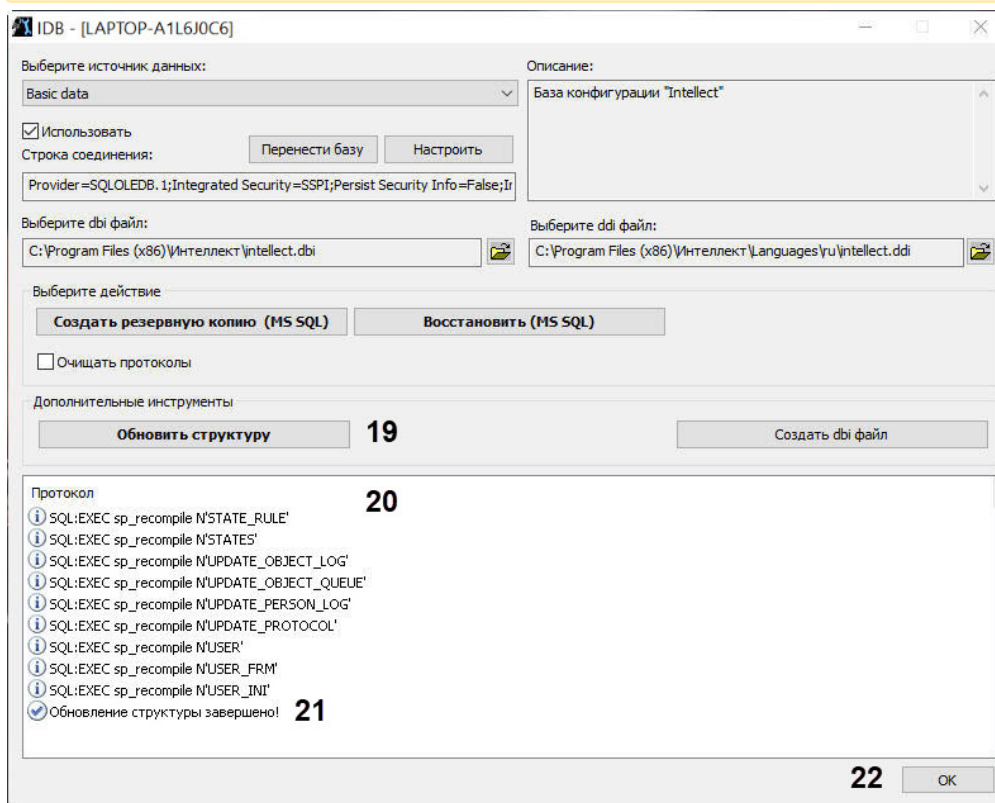 IDB - [LAPTOP-A1L6J0C6]
Выберите источник данных:
Basic data
Описание:
База конфигурации "Intellect"
Использовать
Строка соединения:
Перенести базу
Настроить
Provider=SQLOLEDB.1;Integrated Security=SSPI;Persist Security Info=False;
Выберите dbi файл:
C:\Program Files (x86)\Интеллект\intellect.dbi
Выберите ddi файл:
C:\Program Files (x86)\Интеллект\Languages\ru\intellect.ddi
Выберите действие
Создать резервную копию (MS SQL)
Восстановить (MS SQL)
Очищать протоколы
Дополнительные инструменты
Обновить структуру
19
Создать dbi файл
Протокол
20
SQL:EXEC sp_recompile N'STATE_RULE'
SQL:EXEC sp_recompile N'STATES'
SQL:EXEC sp_recompile N'UPDATE_OBJECT_LOG'
SQL:EXEC sp_recompile N'UPDATE_OBJECT_QUEUE'
SQL:EXEC sp_recompile N'UPDATE_PERSON_LOG'
SQL:EXEC sp_recompile N'UPDATE_PROTOCOL'
SQL:EXEC sp_recompile N'USER'
SQL:EXEC sp_recompile N'USER_FRM'
SQL:EXEC sp_recompile N'USER_INI'
Обновление структуры завершено!
21
22
OK